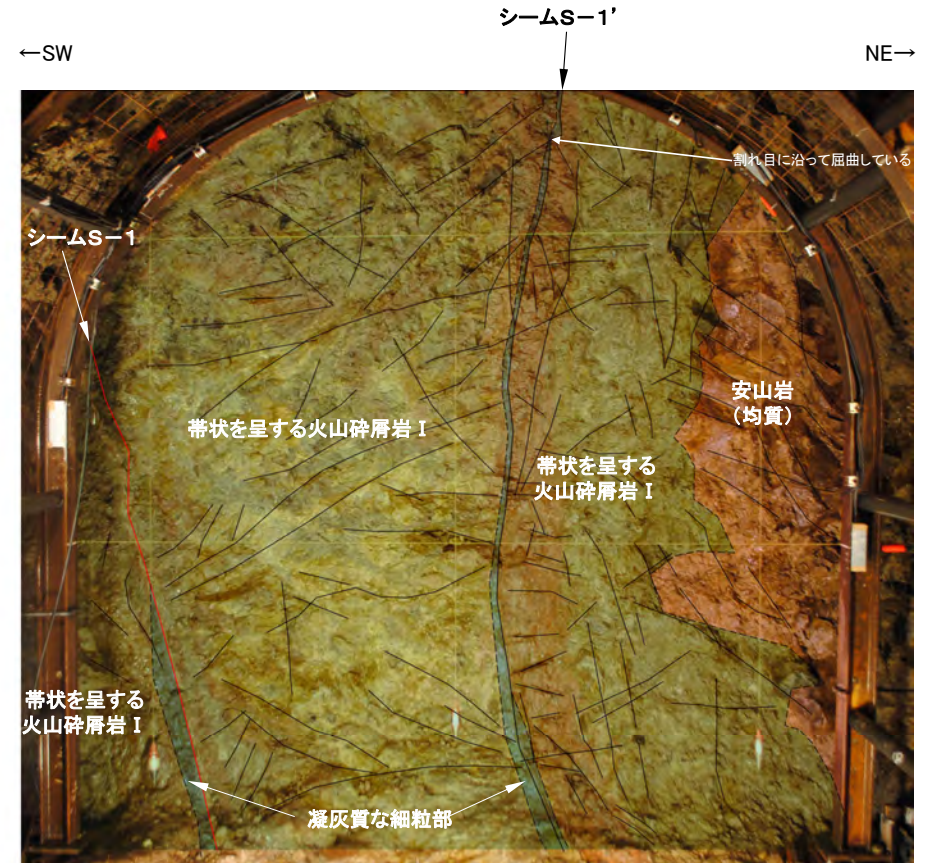 シームS-1’
←SW
NE→
割れ目に沿って屈曲している
シームS-1
安山岩
（均質）
帯状を呈する火山砕屑岩Ⅰ
帯状を呈する
火山砕屑岩Ⅰ
帯状を呈する
火山砕屑岩Ⅰ
凝灰質な細粒部